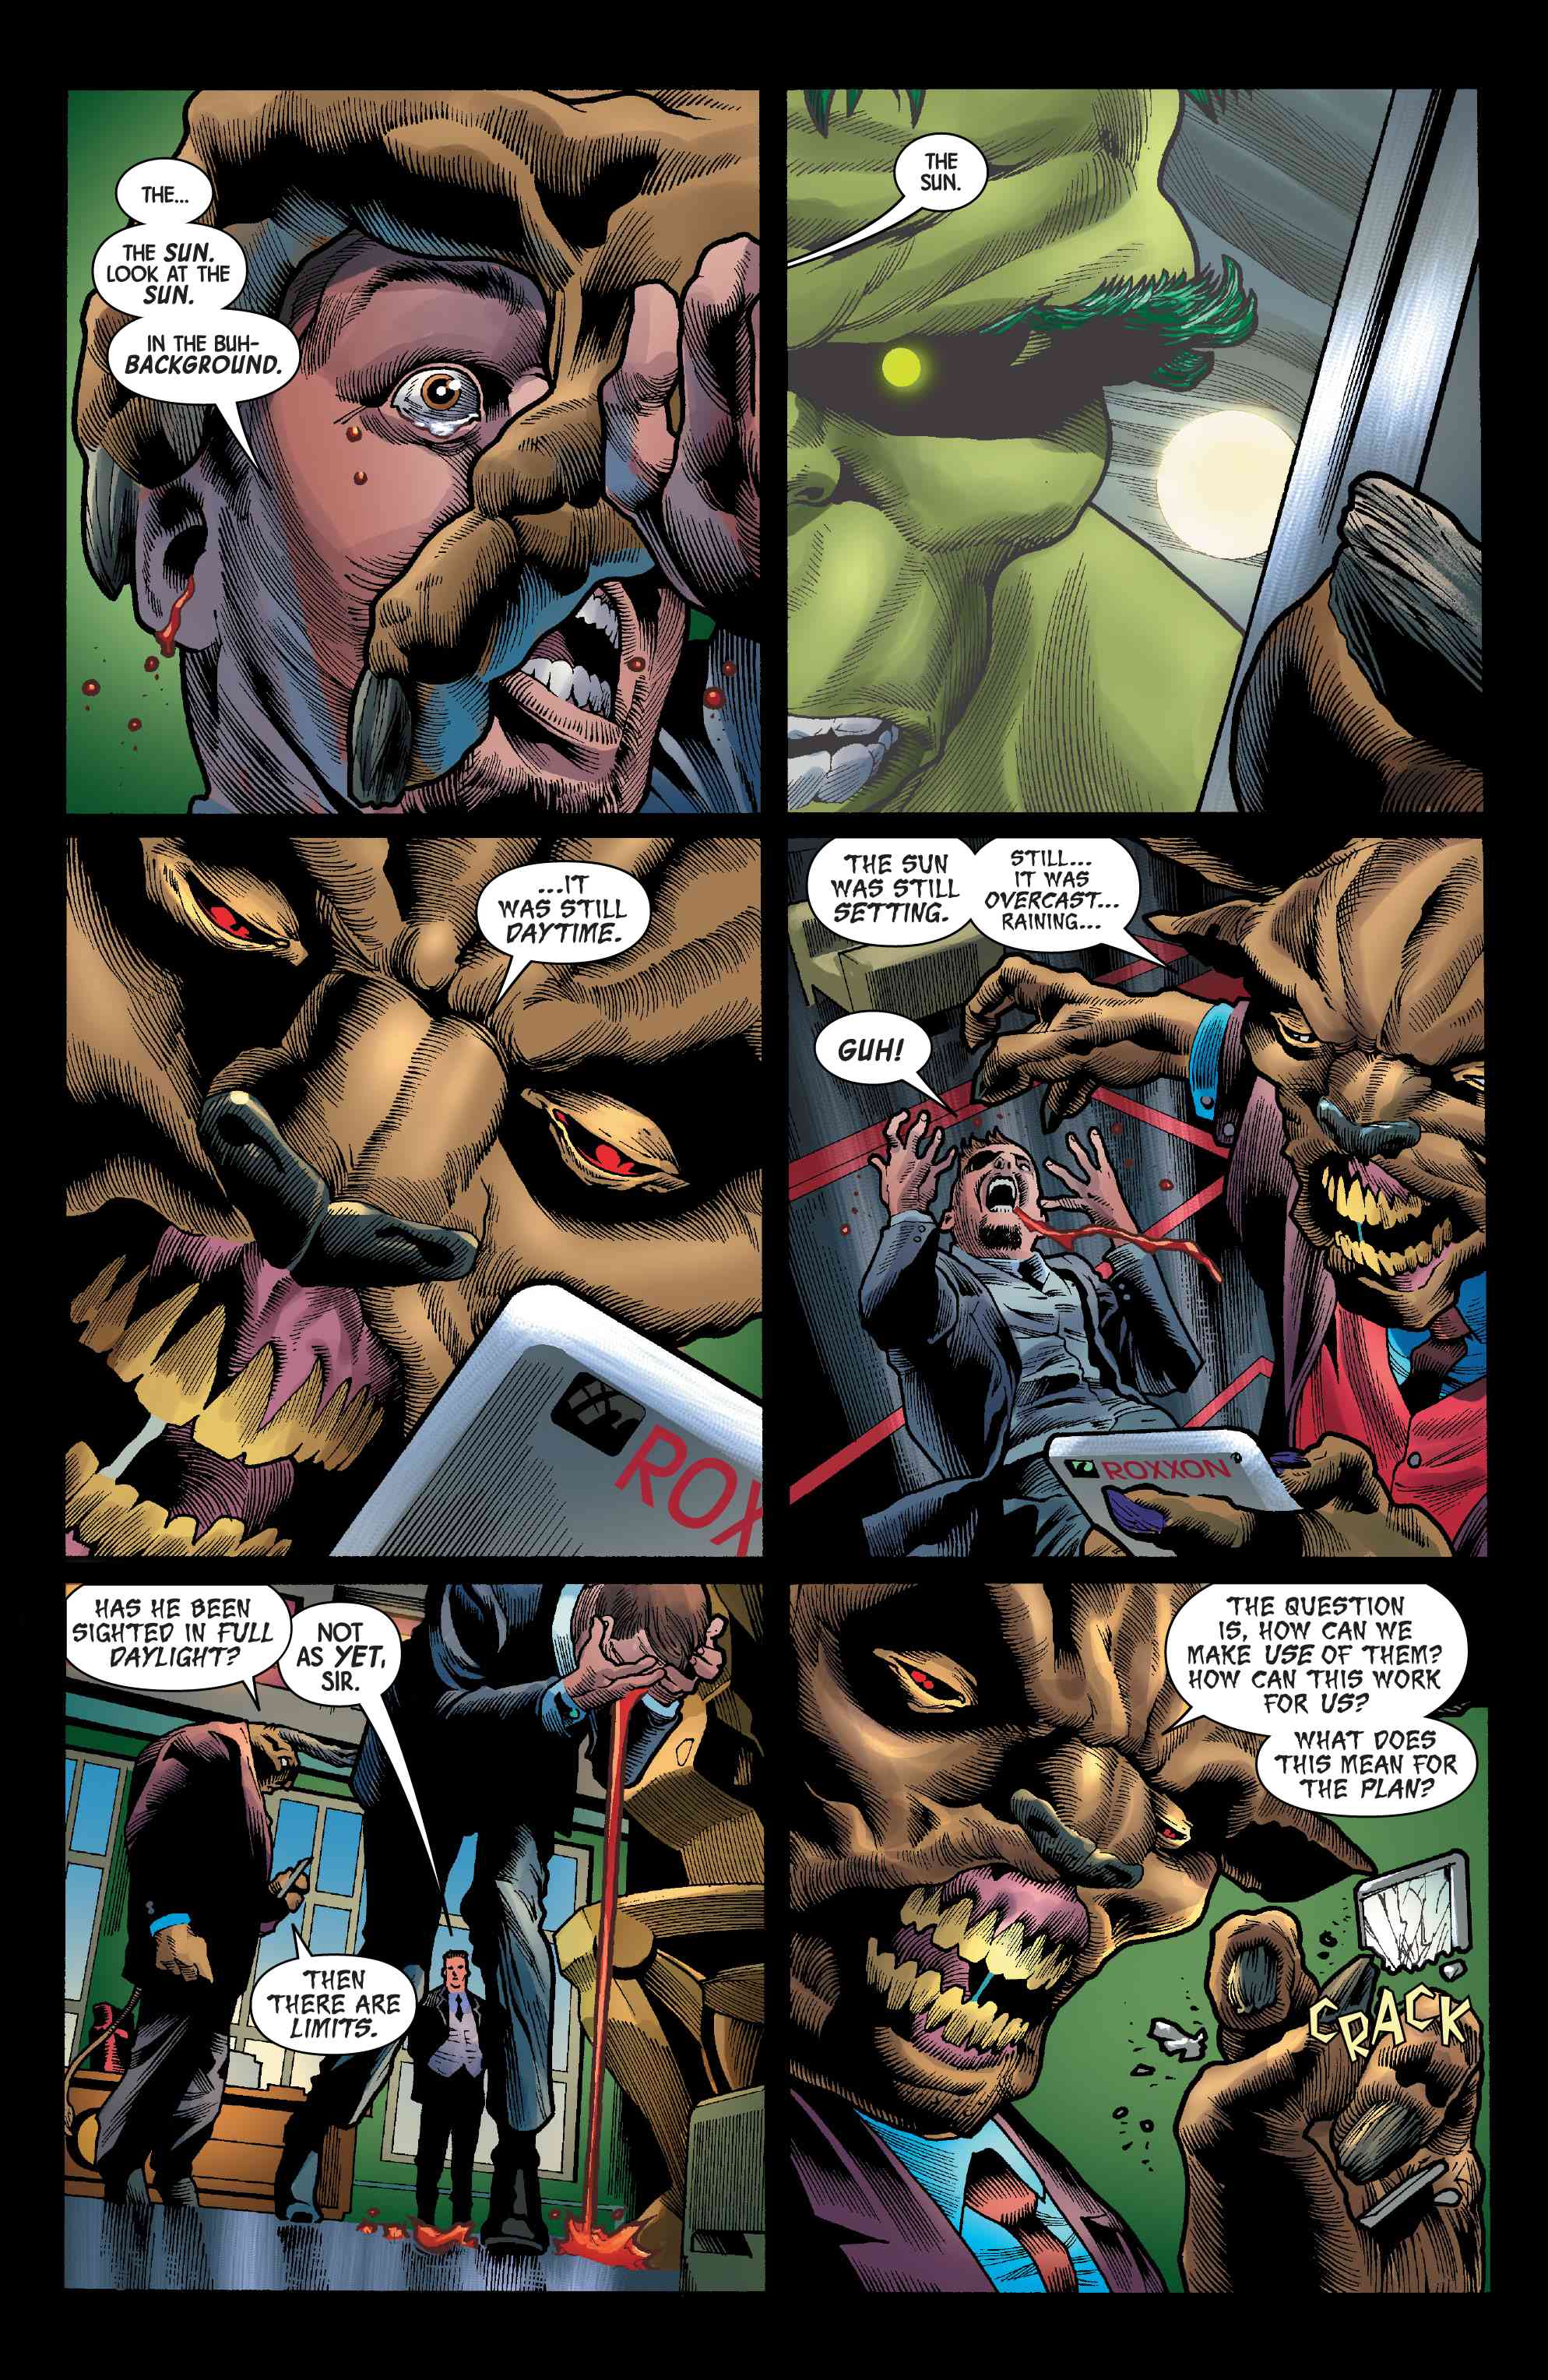 THE...
THE SUN.
LOOK AT THE
SUN.
IN THE BUH-
BACKGROUND.
THE
SUN.
...IT
WAS STILL
DAYTIME.
ROX
THE SUN
WAS STILL
SETTING.
STILL...
IT WAS
OVERCAST...
RAINING...
GUH!
ROXXON
HAS HE BEEN
SIGHTED IN FULL
DAYLIGHT?
NOT
AS YET,
SIR.
THEN
THERE ARE
LIMITS.
THE QUESTION
IS, HOW CAN WE
MAKE USE OF THEM?
HOW CAN THIS WORK
FOR US?
WHAT DOES
THIS MEAN FOR
THE PLAN?
CRACK